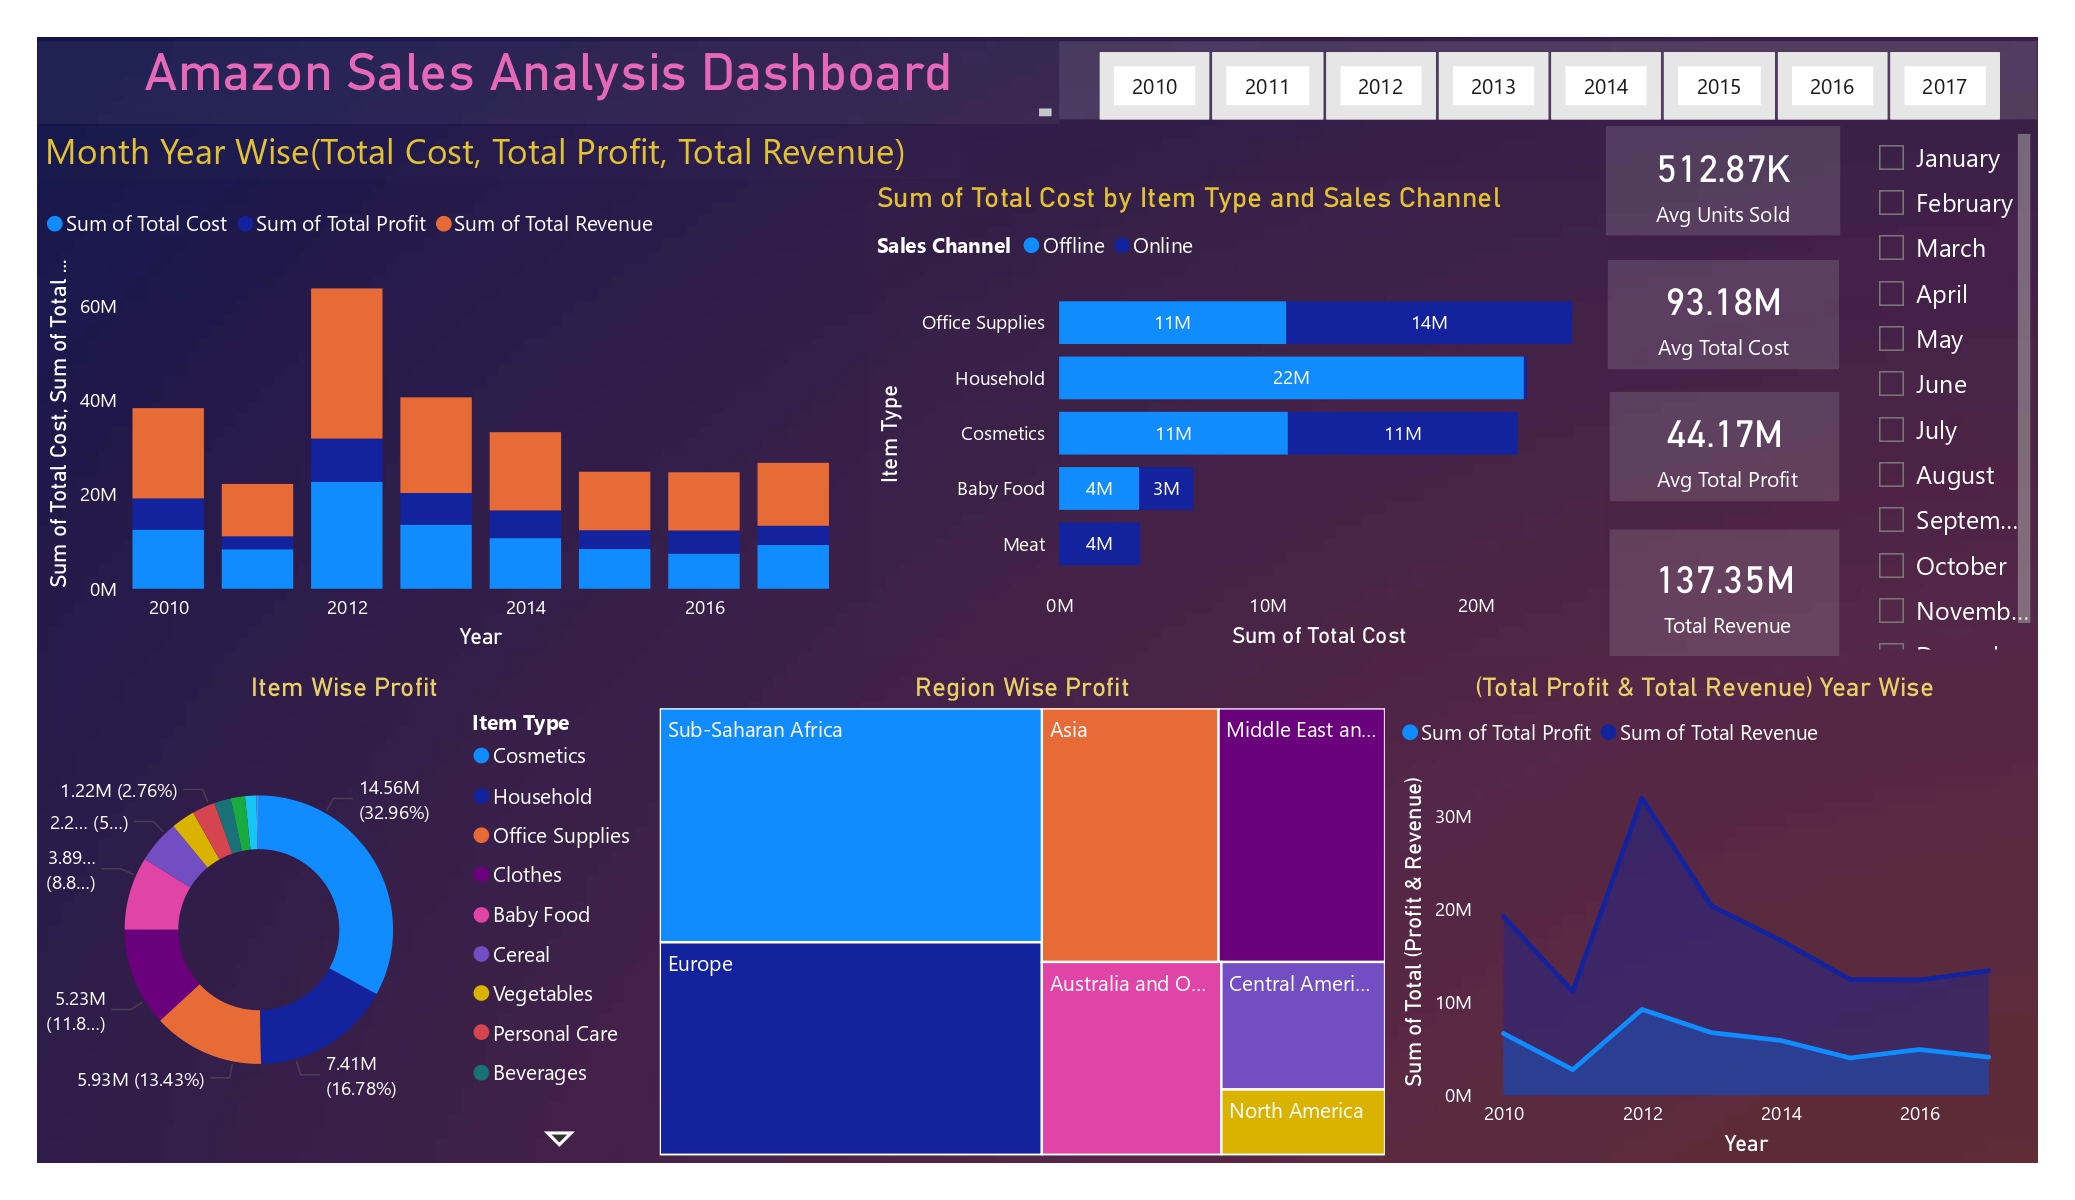 Amazon Sales Analysis Dashboard
2010 2011 2012 2013 2014 2015 2016 2017
Month Year Wise(Total Cost, Total Profit, Total Revenue)
Sum of Total Cost Sum of Total Profit Sum of Total Revenue
Sum of Total Cost, Sum of Total ...
60M
40M
20M
0M
2010 2012 2014 2016
Year
Sum of Total Cost by Item Type and Sales Channel
Sales Channel Offline Online
Item Type
Office Supplies 11M 14M
Household 22M
Cosmetics 11M 11M
Baby Food 4M 3M
Meat 4M
0M 10M 20M
Sum of Total Cost
512.87K
Avg Units Sold
93.18M
Avg Total Cost
44.17M
Avg Total Profit
137.35M
Total Revenue
January
February
March
April
May
June
July
August
Septem...
October
Novemb...
Item Wise Profit
14.56M
(32.96%)
7.41M
(16.78%)
5.93M (13.43%)
5.23M
(11.8...)
3.89...
(8.8...)
2.2... (5...)
1.22M (2.76%)
Item Type
Cosmetics
Household
Office Supplies
Clothes
Baby Food
Cereal
Vegetables
Personal Care
Beverages
Region Wise Profit
Sub-Saharan Africa
Europe
Asia
Middle East an...
Australia and O...
Central Ameri...
North America
(Total Profit & Total Revenue) Year Wise
Sum of Total Profit Sum of Total Revenue
Sum of Total (Profit & Revenue)
30M
20M
10M
0M
2010 2012 2014 2016
Year